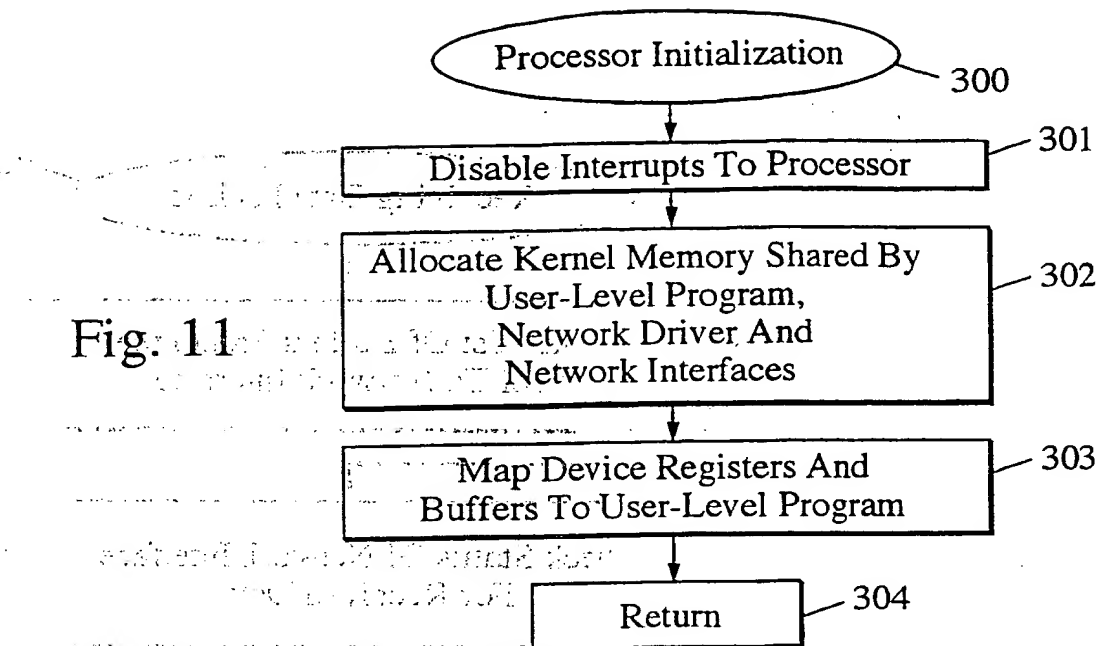 Processor Initialization
300
301
Disable Interrupts To Processor
Allocate Kernel Memory Shared By
User-Level Program,
Network Driver And
Network Interfaces
302
Fig. 11
Map Device Registers And
Buffers To User-Level Program
303
Return
304